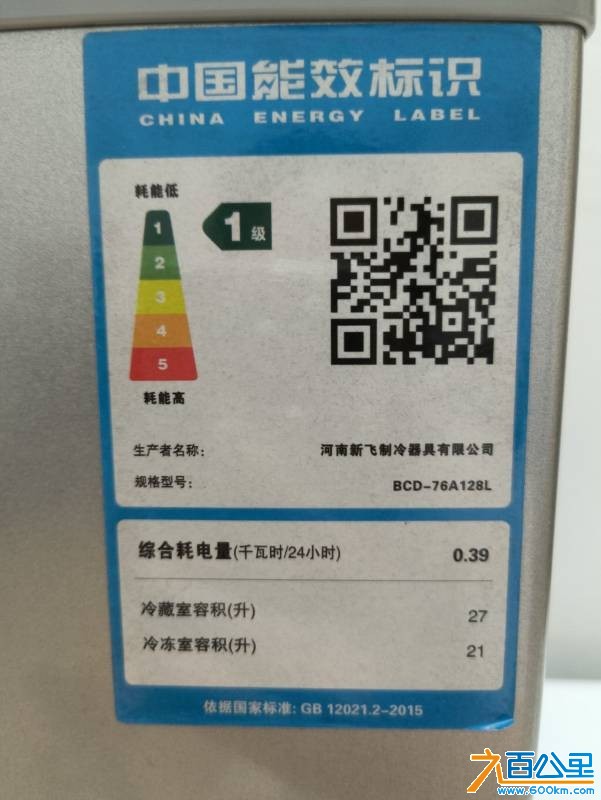 中国能效标识
CHINA ENERGY LABEL
耗能低
1
2
3
4
5
耗能高
1级
生产者名称: 河南新飞制冷器具有限公司
规格型号: BCD-76A128L
综合耗电量(千瓦时/24小时) 0.39
冷藏室容积(升) 27
冷冻室容积(升) 21
依据国家标准: GB 12021.2-2015
六百公里
www.600km.com